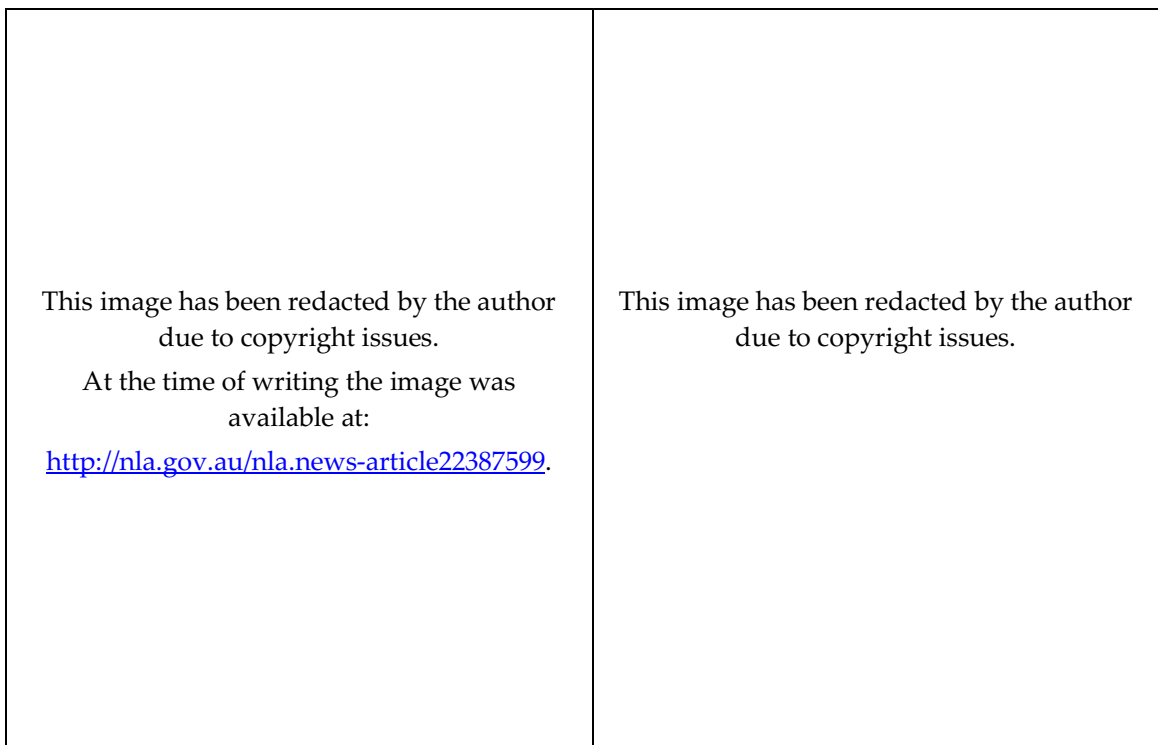 This image has been redacted by the author
due to copyright issues.
At the time of writing the image was
available at:
http://nla.gov.au/nla.news-article22387599.
This image has been redacted by the author
due to copyright issues.